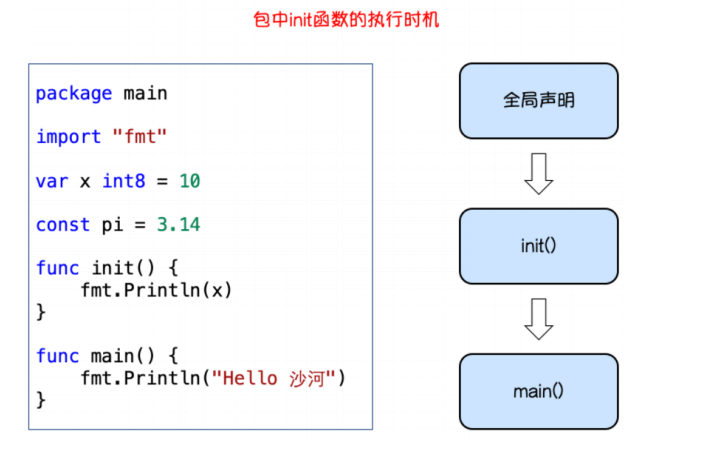 包中init函数的执行时机
package main
import "fmt"
var x int8 = 10
const pi = 3.14
func init() {
    fmt.Println(x)
}
func main() {
    fmt.Println("Hello 沙河")
}
全局声明
init()
main()